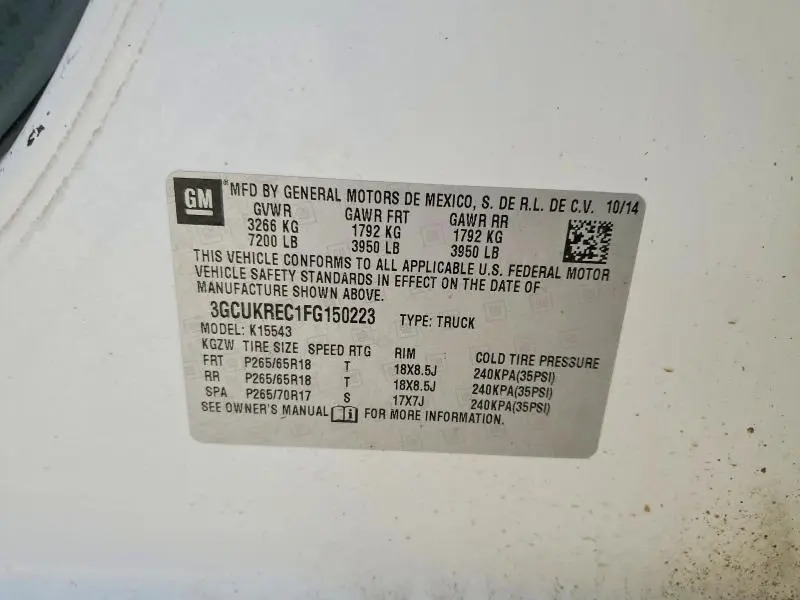 GM ® MFD BY GENERAL MOTORS DE MEXICO, S. DE R.L. DE C.V. 10/14
GVWR GAWR FRT GAWR RR
3266 KG 1792 KG 1792 KG
7200 LB 3950 LB 3950 LB
THIS VEHICLE CONFORMS TO ALL APPLICABLE U.S. FEDERAL MOTOR
VEHICLE SAFETY STANDARDS IN EFFECT ON THE DATE OF
MANUFACTURE SHOWN ABOVE.
3GCUKREC1FG150223 TYPE: TRUCK
MODEL: K15543
KGZW TIRE SIZE SPEED RTG RIM COLD TIRE PRESSURE
FRT P265/65R18 T 18X8.5J 240KPA(35PSI)
RR P265/65R18 T 18X8.5J 240KPA(35PSI)
SPA P265/70R17 S 17X7J 240KPA(35PSI)
SEE OWNER'S MANUAL FOR MORE INFORMATION.